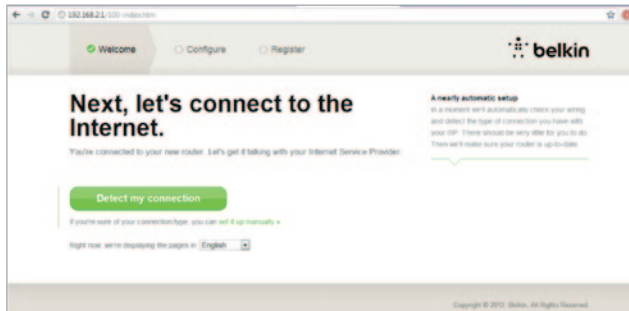 192.168.2.1/100-index.htm
Welcome
Configure
Register
belkin
Next, let's connect to the
Internet.
You're connected to your new router. Let's get it talking with your Internet Service Provider.
Detect my connection
If you're sure of your connection type, you can set it up manually »
Right now, we're displaying the pages in English
A nearly automatic setup
In a moment we'll automatically check your wiring
and detect the type of connection you have with
your ISP. There should be very little for you to do.
Then we'll make sure your router is up-to-date.
Copyright © 2012 Belkin, All Rights Reserved.